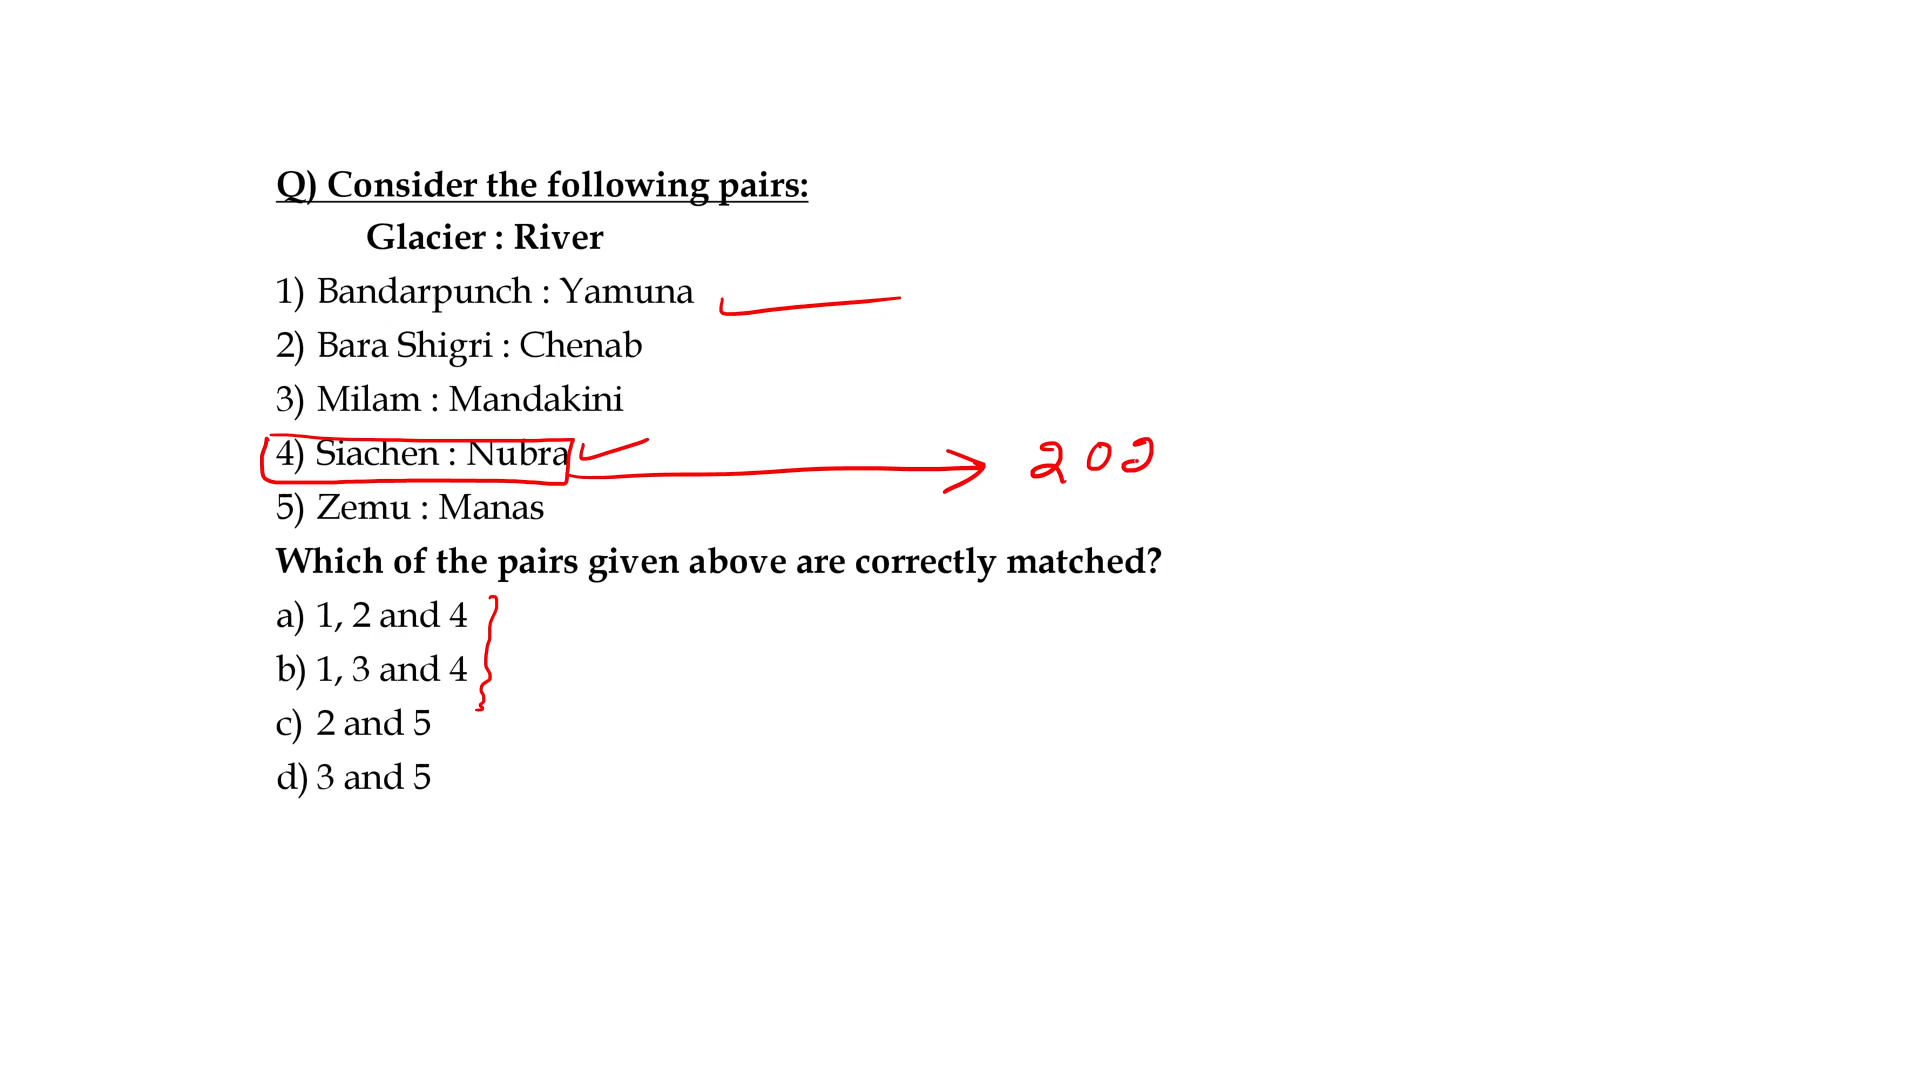 Q) Consider the following pairs:
Glacier : River
1) Bandarpunch : Yamuna
2) Bara Shigri : Chenab
3) Milam : Mandakini
4) Siachen : Nubra
5) Zemu : Manas
Which of the pairs given above are correctly matched?
a) 1, 2 and 4
b) 1, 3 and 4
c) 2 and 5
d) 3 and 5